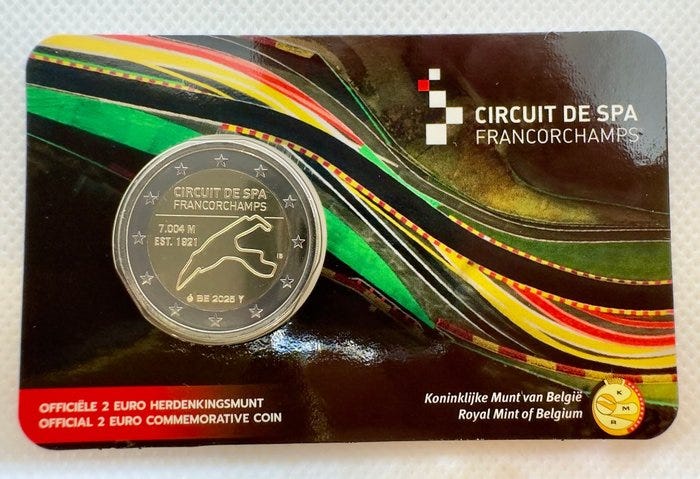 CIRCUIT DE SPA
FRANCORCHAMPS
CIRCUIT DE SPA
FRANCORCHAMPS
7.004 M
EST. 1921
BE 2025
OFFICIËLE 2 EURO HERDENKINGSMUNT
OFFICIAL 2 EURO COMMEMORATIVE COIN
Koninklijke Munt van België
Royal Mint of Belgium
K
M
R